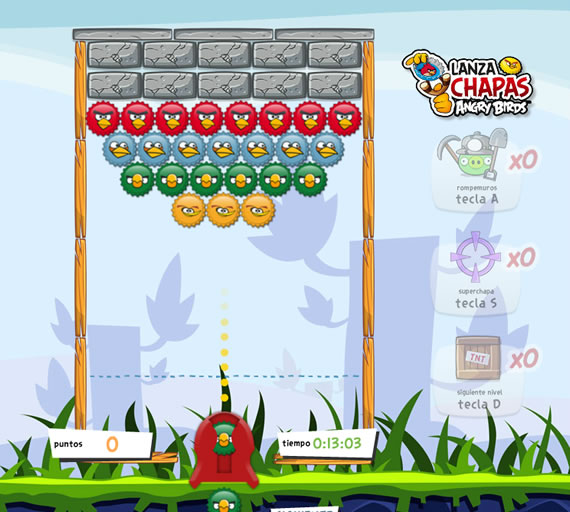 LANZA
CHAPAS
ANGRY BIRDS
x0
rompemuros
tecla A
x0
superchapa
tecla S
TNT
x0
siguiente nivel
tecla D
puntos 0
tiempo 0:13:03